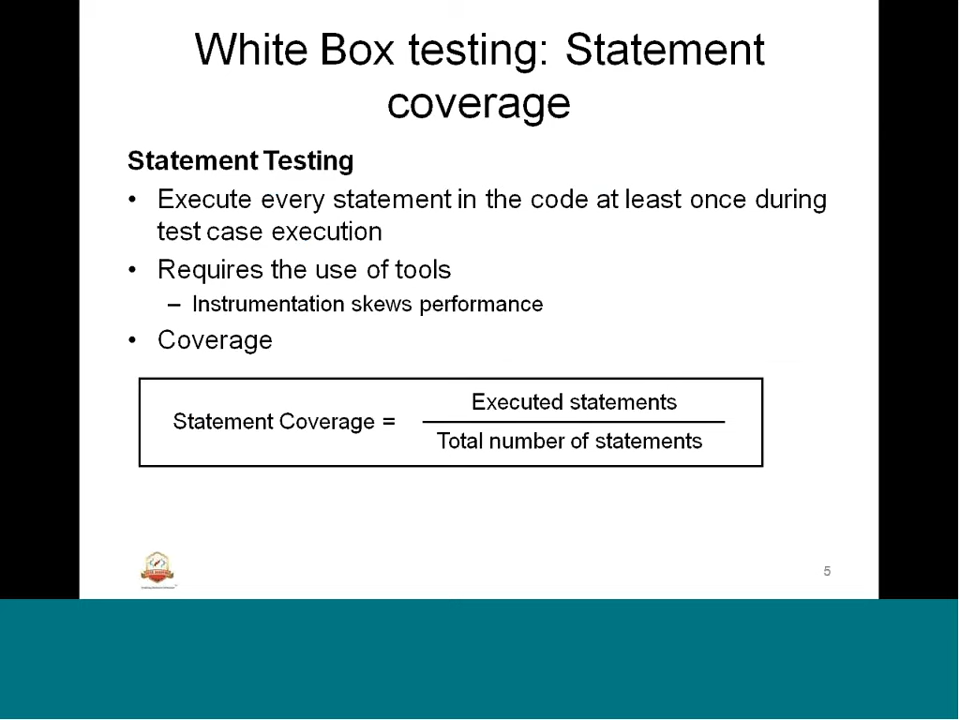 White Box testing: Statement
coverage
Statement Testing
• Execute every statement in the code at least once during
test case execution
• Requires the use of tools
– Instrumentation skews performance
• Coverage
Statement Coverage =
Executed statements
Total number of statements
5